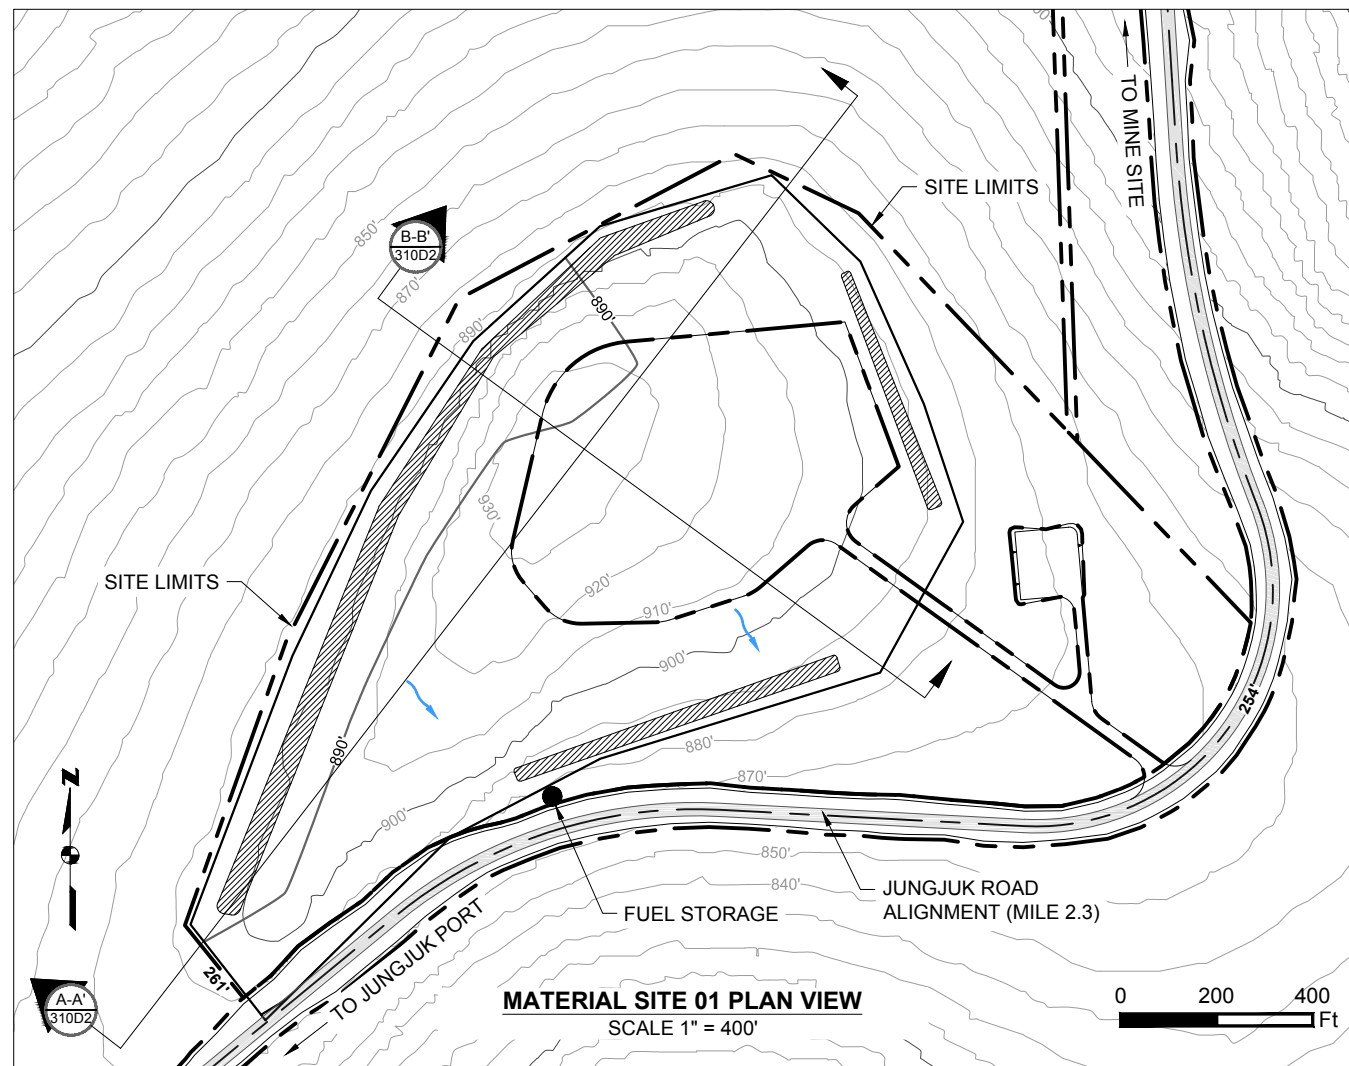 TO MINE SITE
SITE LIMITS
850'
B-B'
310D2
870'
890'
890'
930'
SITE LIMITS
920'
910'
900'
254'
880'
890'
870'
900'
N
850'
840'
JUNGJUK ROAD
ALIGNMENT (MILE 2.3)
FUEL STORAGE
TO JUNGJUK PORT
261'
A-A'
310D2
MATERIAL SITE 01 PLAN VIEW
SCALE 1" = 400'
0 200 400
Ft